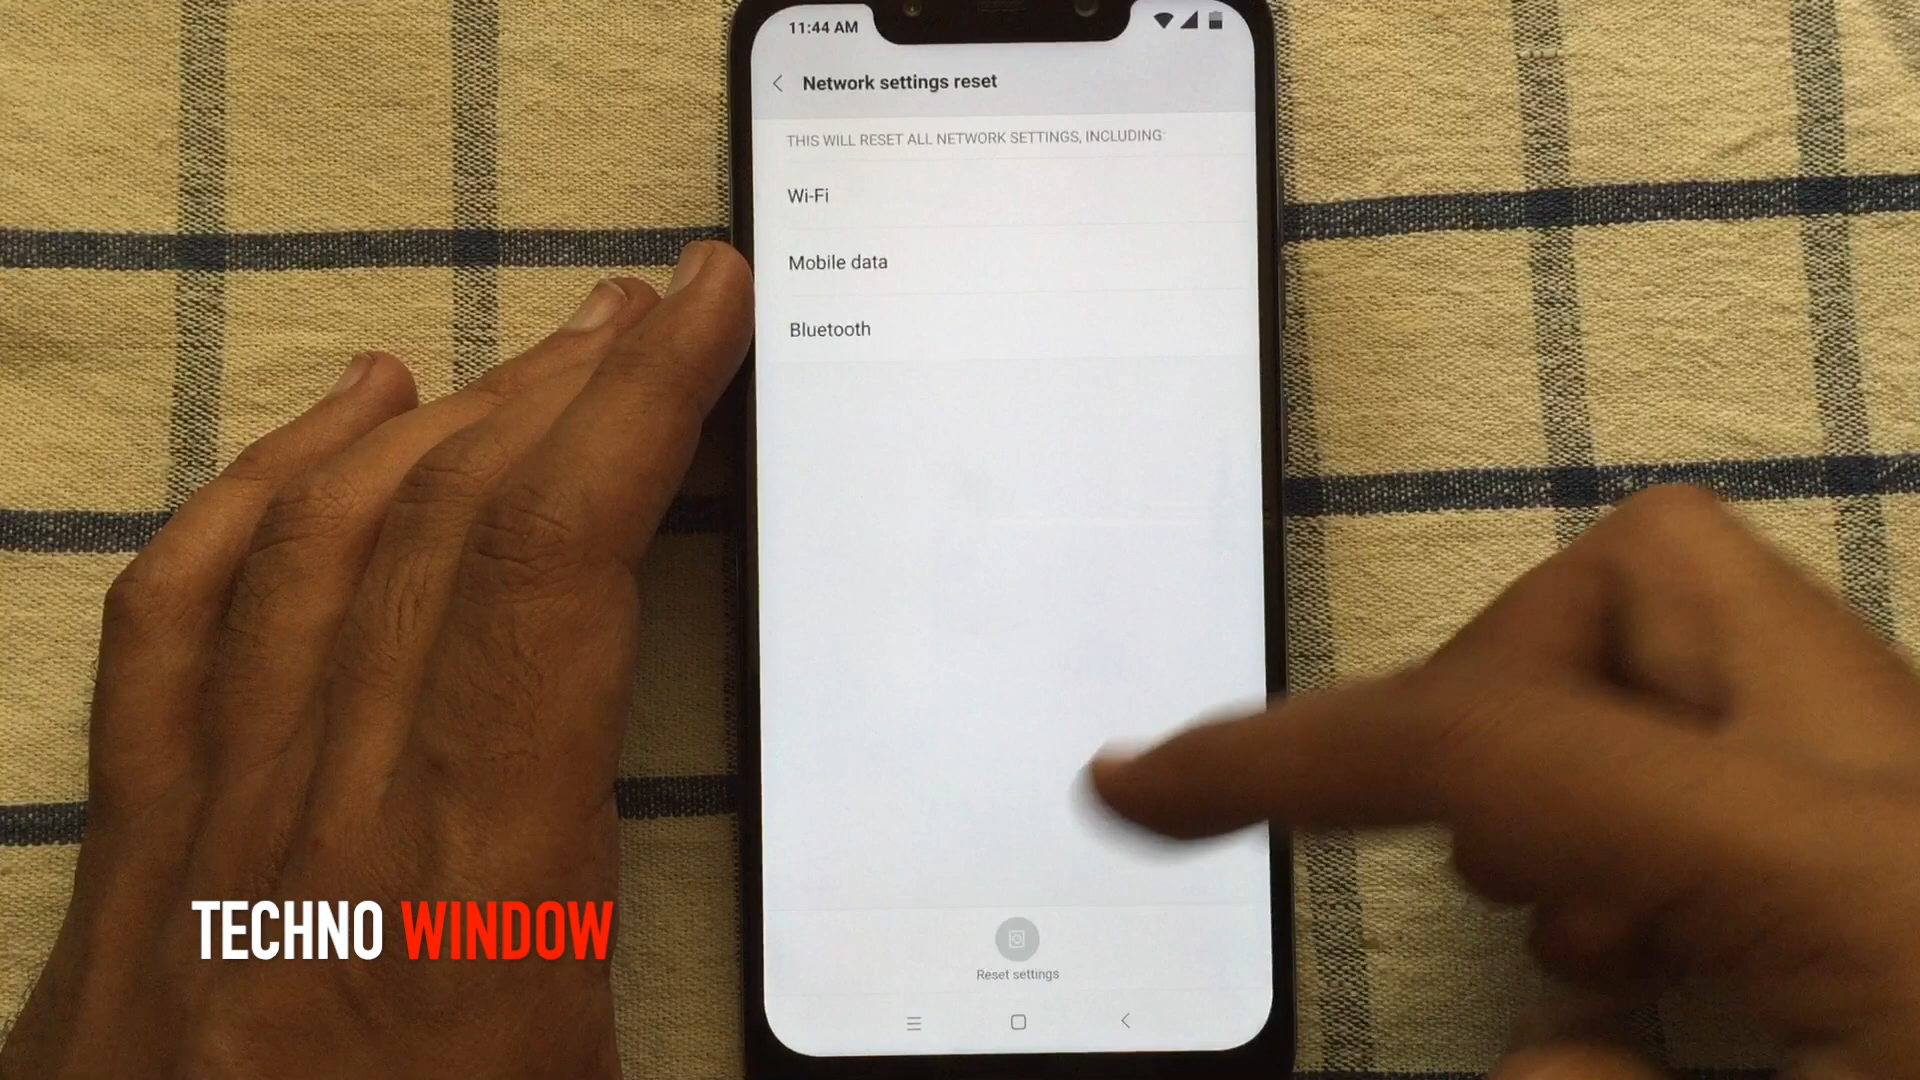 11:44 AM
Network settings reset
THIS WILL RESET ALL NETWORK SETTINGS, INCLUDING:
Wi-Fi
Mobile data
Bluetooth
TECHNO WINDOW
Reset settings